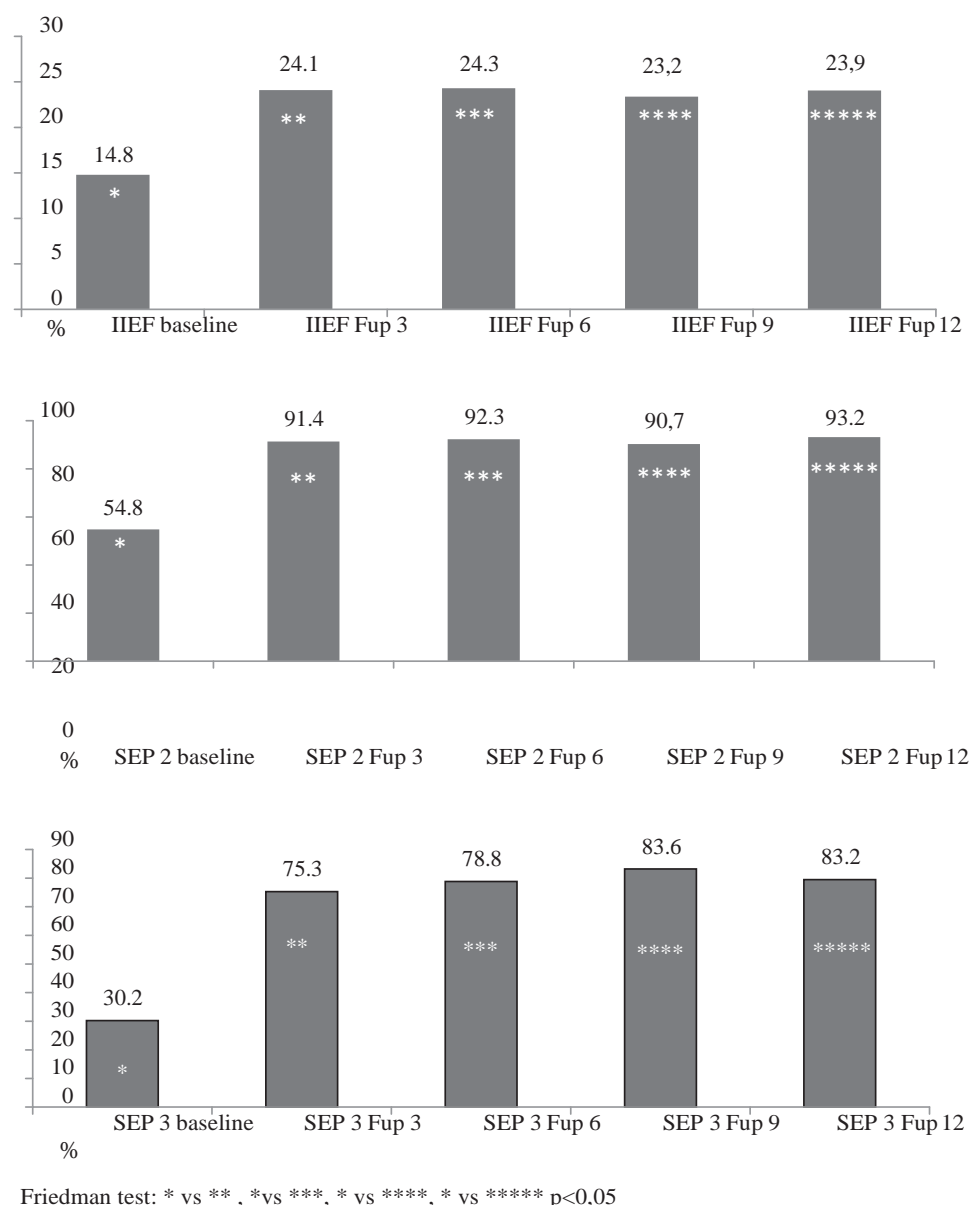 30
24.1 24.3 23,2 23,9
25
** *** **** *****
20
15 14.8
*
10
5
0
% IIEF baseline IIEF Fup 3 IIEF Fup 6 IIEF Fup 9 IIEF Fup 12
100
91.4 92.3 90,7 93.2
80
** *** **** *****
54.8
60
*
40
20
0
% SEP 2 baseline SEP 2 Fup 3 SEP 2 Fup 6 SEP 2 Fup 9 SEP 2 Fup 12
90
75.3 78.8 83.6 83.2
80
70
60
** *** **** *****
50
40
30.2
30
20
10
*
0
SEP 3 baseline SEP 3 Fup 3 SEP 3 Fup 6 SEP 3 Fup 9 SEP 3 Fup 12
%
Friedman test: * vs ** , *vs ***, * vs ****, * vs ***** p<0,05